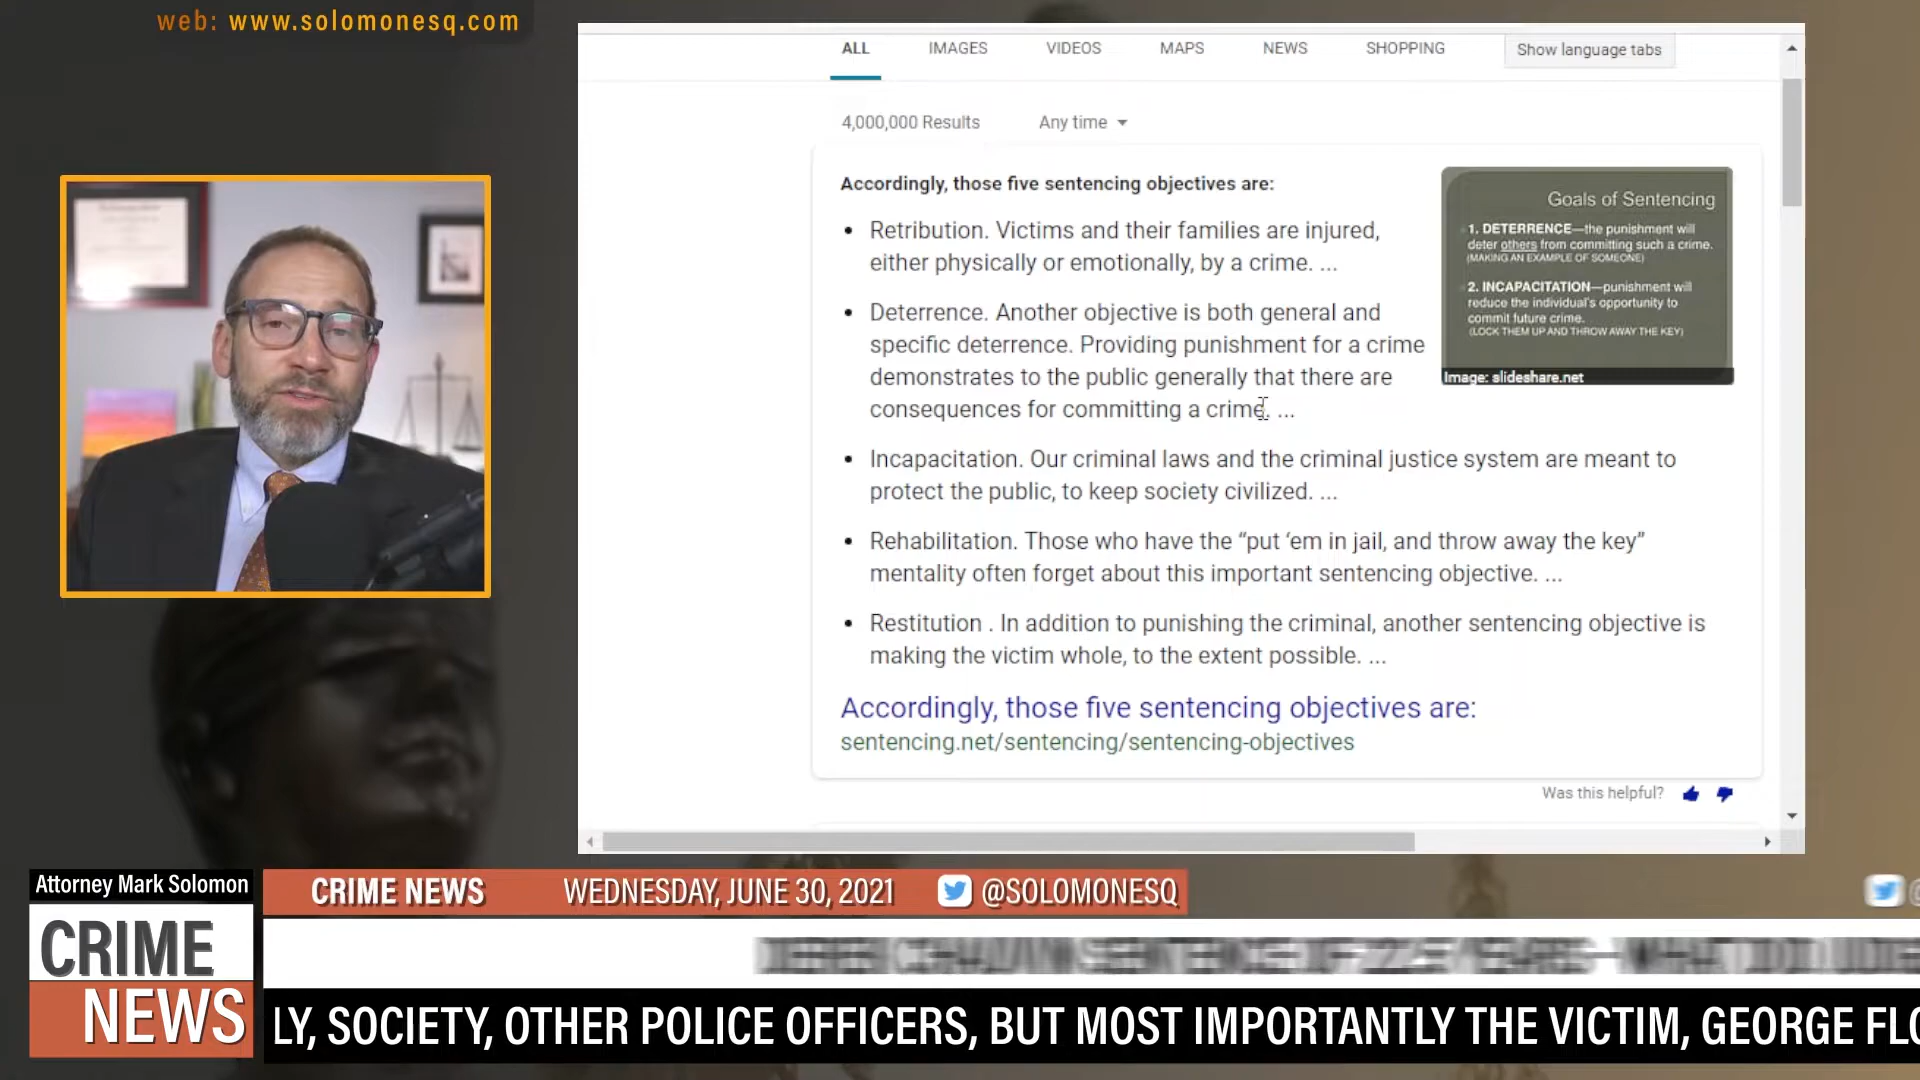 web: www.solomonesq.com
ALL IMAGES VIDEOS MAPS NEWS SHOPPING Show language tabs
4,000,000 Results Any time
Accordingly, those five sentencing objectives are:
• Retribution. Victims and their families are injured,
either physically or emotionally, by a crime. ...
• Deterrence. Another objective is both general and
specific deterrence. Providing punishment for a crime
demonstrates to the public generally that there are
consequences for committing a crime. ...
• Incapacitation. Our criminal laws and the criminal justice system are meant to
protect the public, to keep society civilized. ...
• Rehabilitation. Those who have the “put ‘em in jail, and throw away the key”
mentality often forget about this important sentencing objective. ...
• Restitution . In addition to punishing the criminal, another sentencing objective is
making the victim whole, to the extent possible. ...
Goals of Sentencing
1. DETERRENCE—the punishment will
deter others from committing such a crime.
(MAKING AN EXAMPLE OF SOMEONE)
2. INCAPACITATION—punishment will
reduce the individual's opportunity to
commit future crime.
(LOCK THEM UP AND THROW AWAY THE KEY)
Image: slideshare.net
Accordingly, those five sentencing objectives are:
sentencing.net/sentencing/sentencing-objectives
Was this helpful?
Attorney Mark Solomon
CRIME NEWS WEDNESDAY, JUNE 30, 2021 @SOLOMONESQ
CRIME
NEWS
SENTENCE OF 22.5 YEARS - WHAT DID
LY, SOCIETY, OTHER POLICE OFFICERS, BUT MOST IMPORTANTLY THE VICTIM, GEORGE FLO